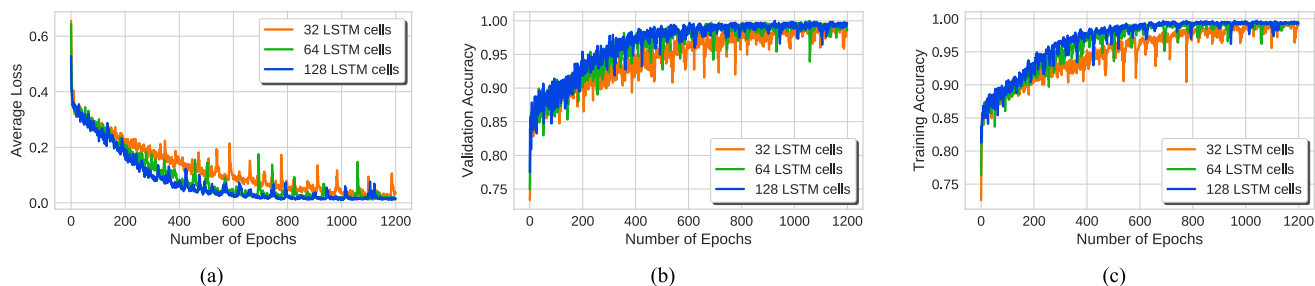 0.6
0.4
0.2
0.0
Average Loss
0 200 400 600 800 1000 1200
Number of Epochs
32 LSTM cells
64 LSTM cells
128 LSTM cells
(a)
1.00
0.95
0.90
0.85
0.80
0.75
Validation Accuracy
0 200 400 600 800 1000 1200
Number of Epochs
32 LSTM cells
64 LSTM cells
128 LSTM cells
(b)
1.00
0.95
0.90
0.85
0.80
0.75
Training Accuracy
0 200 400 600 800 1000 1200
Number of Epochs
32 LSTM cells
64 LSTM cells
128 LSTM cells
(c)